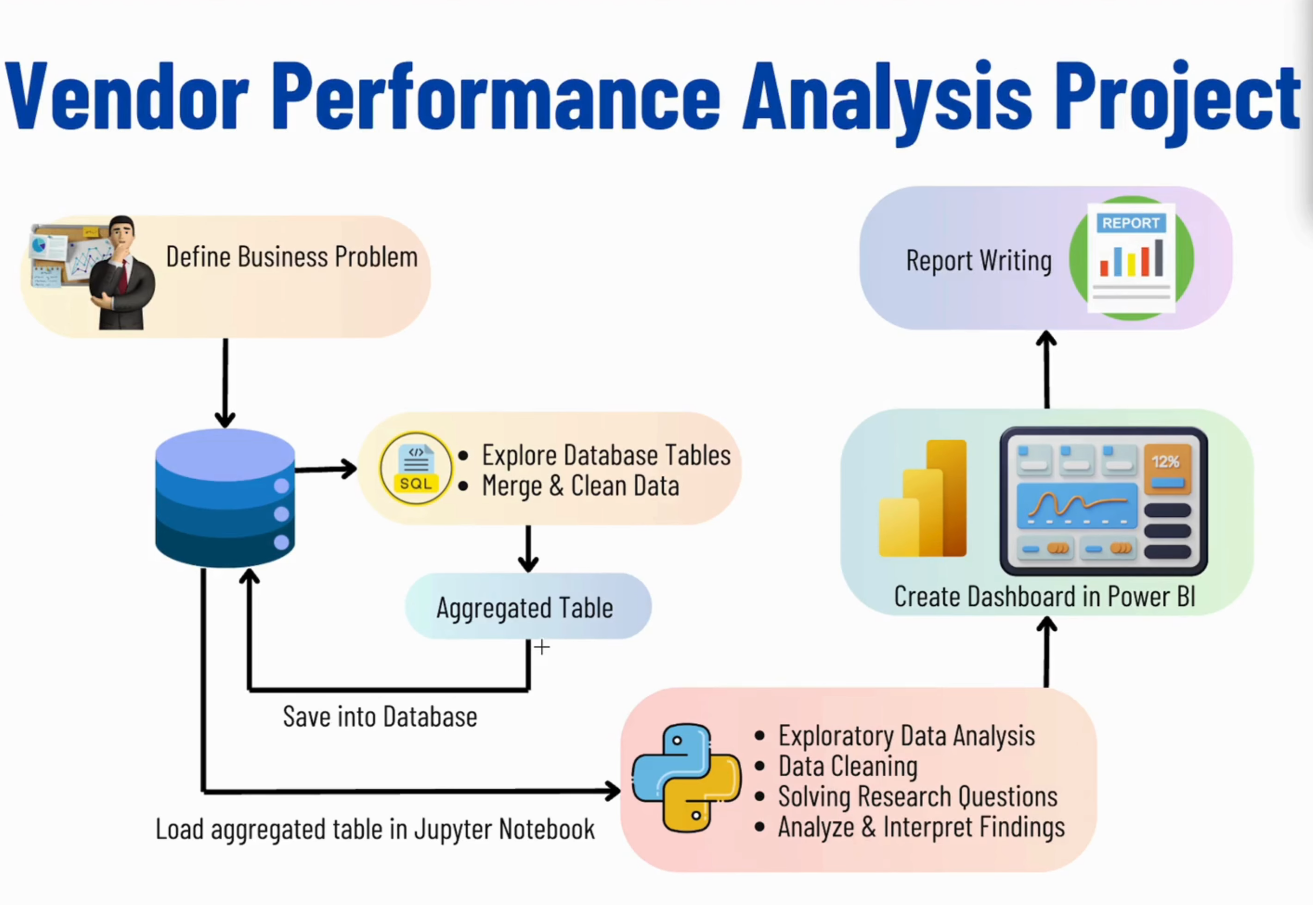 Vendor Performance Analysis Project
Define Business Problem
</>
SQL
• Explore Database Tables
• Merge & Clean Data
Aggregated Table
Save into Database
Load aggregated table in Jupyter Notebook
• Exploratory Data Analysis
• Data Cleaning
• Solving Research Questions
• Analyze & Interpret Findings
12%
Create Dashboard in Power BI
Report Writing
REPORT